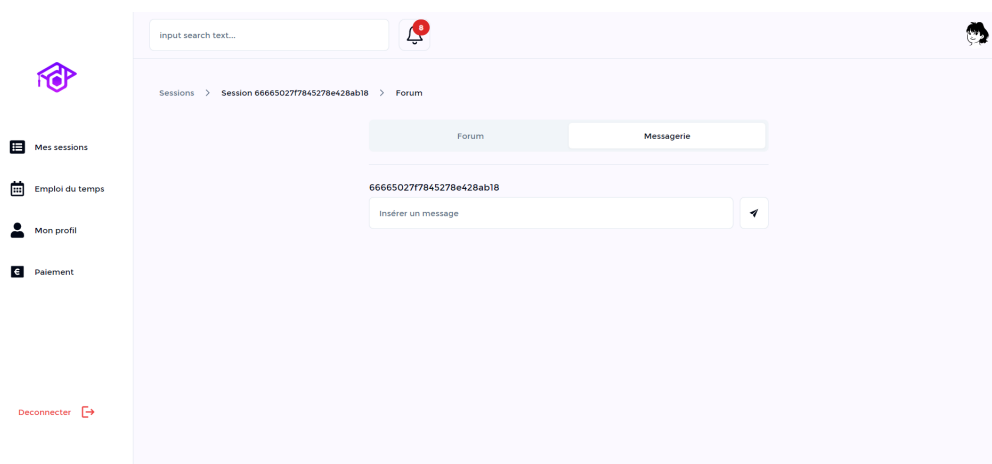 input search text...
8
Sessions > Session 66665027f7845278e428ab18 > Forum
Forum
Messagerie
Mes sessions
Emploi du temps
Mon profil
Paiement
66665027f7845278e428ab18
Insérer un message
Deconnecter